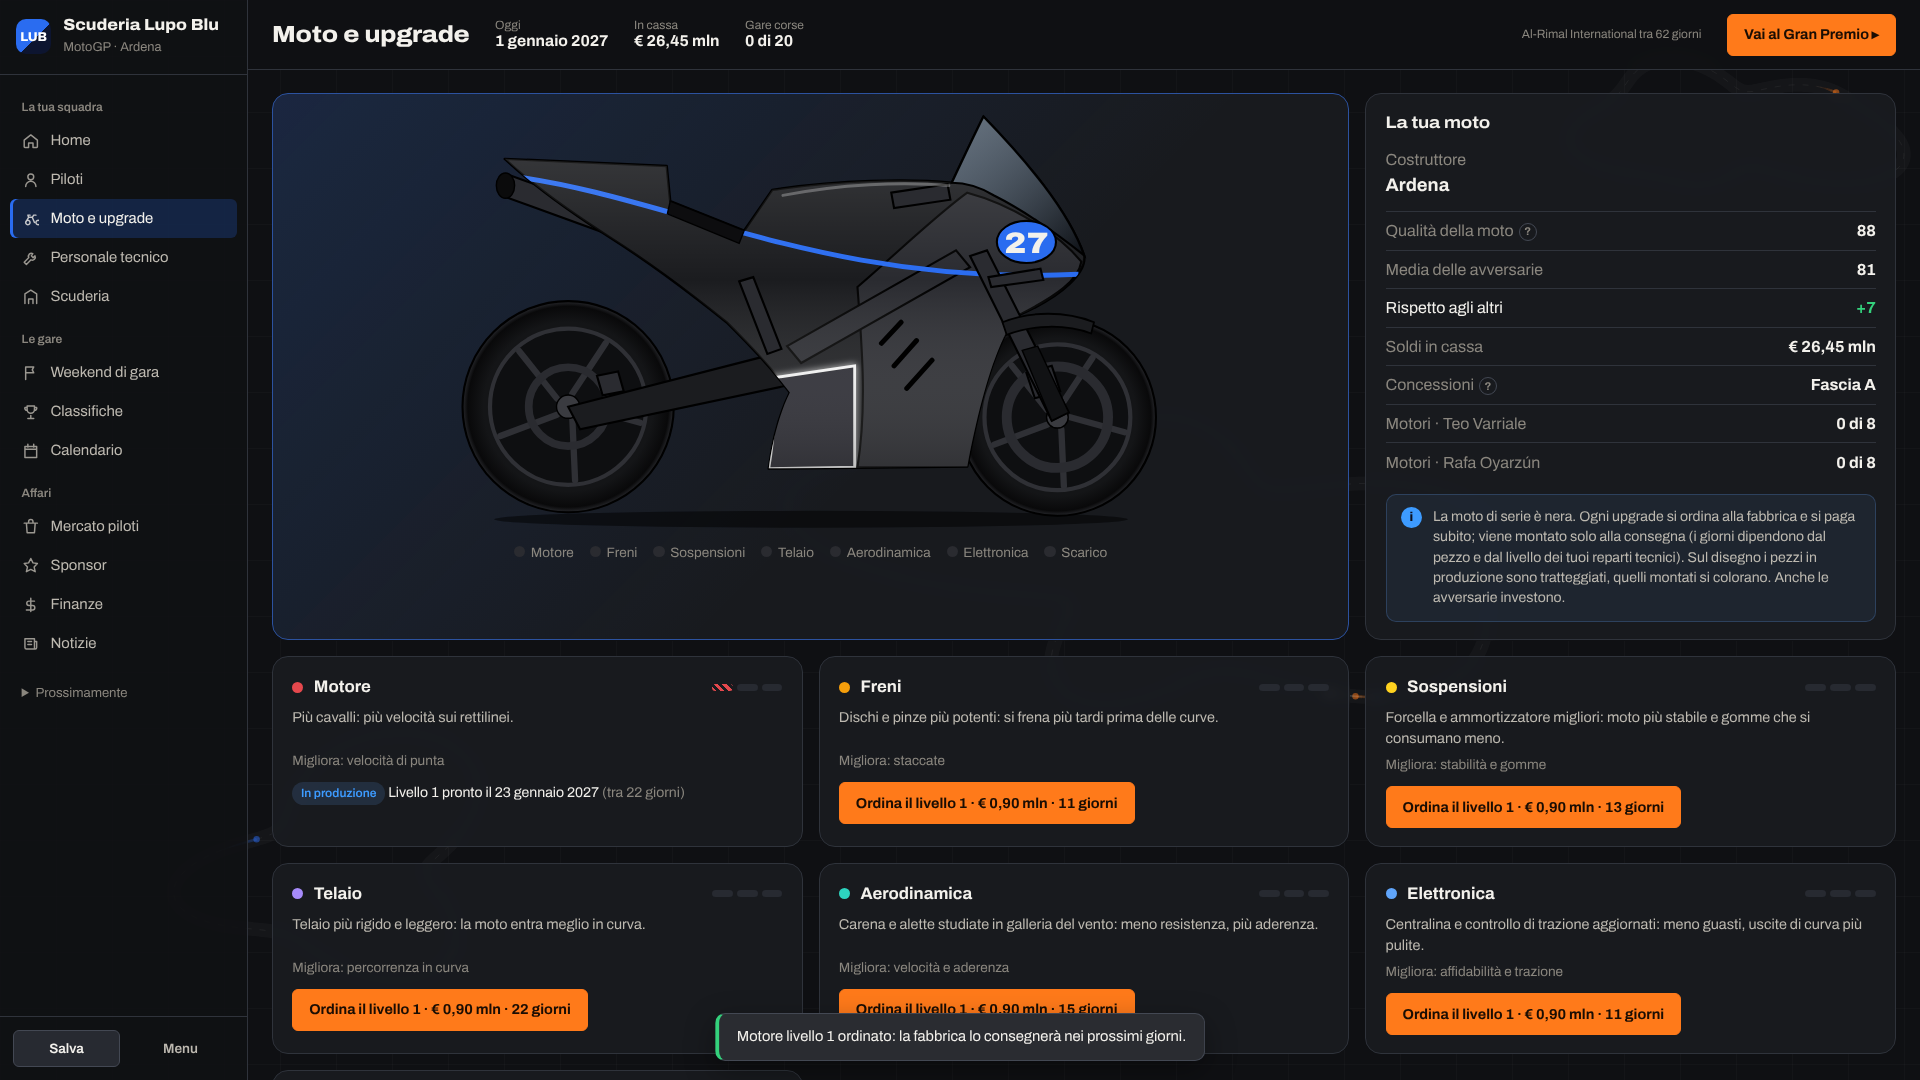 LUB
Scuderia Lupo Blu
MotoGP · Ardena
La tua squadra
Home
Piloti
Moto e upgrade
Personale tecnico
Scuderia
Le gare
Weekend di gara
Classifiche
Calendario
Affari
Mercato piloti
Sponsor
Finanze
Notizie
Prossimamente
Salva
Menu
Moto e upgrade
Oggi
1 gennaio 2027
In cassa
€ 26,45 mln
Gare corse
0 di 20
Al-Rimal International tra 62 giorni
Vai al Gran Premio ▸
27
Motore
Freni
Sospensioni
Telaio
Aerodinamica
Elettronica
Scarico
La tua moto
Costruttore
Ardena
Qualità della moto ? 88
Media delle avversarie 81
Rispetto agli altri +7
Soldi in cassa € 26,45 mln
Concessioni ? Fascia A
Motori · Teo Varriale 0 di 8
Motori · Rafa Oyarzún 0 di 8
i
La moto di serie è nera. Ogni upgrade si ordina alla fabbrica e si paga
subito; viene montato solo alla consegna (i giorni dipendono dal
pezzo e dal livello dei tuoi reparti tecnici). Sul disegno i pezzi in
produzione sono tratteggiati, quelli montati si colorano. Anche le
avversarie investono.
Motore
Più cavalli: più velocità sui rettilinei.
Migliora: velocità di punta
In produzione Livello 1 pronto il 23 gennaio 2027 (tra 22 giorni)
Freni
Dischi e pinze più potenti: si frena più tardi prima delle curve.
Migliora: staccate
Ordina il livello 1 · € 0,90 mln · 11 giorni
Sospensioni
Forcella e ammortizzatore migliori: moto più stabile e gomme che si
consumano meno.
Migliora: stabilità e gomme
Ordina il livello 1 · € 0,90 mln · 13 giorni
Telaio
Telaio più rigido e leggero: la moto entra meglio in curva.
Migliora: percorrenza in curva
Ordina il livello 1 · € 0,90 mln · 22 giorni
Aerodinamica
Carena e alette studiate in galleria del vento: meno resistenza, più aderenza.
Migliora: velocità e aderenza
Ordina il livello 1 · € 0,90 mln · 15 giorni
Elettronica
Centralina e controllo di trazione aggiornati: meno guasti, uscite di curva più
pulite.
Migliora: affidabilità e trazione
Ordina il livello 1 · € 0,90 mln · 11 giorni
Motore livello 1 ordinato: la fabbrica lo consegnerà nei prossimi giorni.